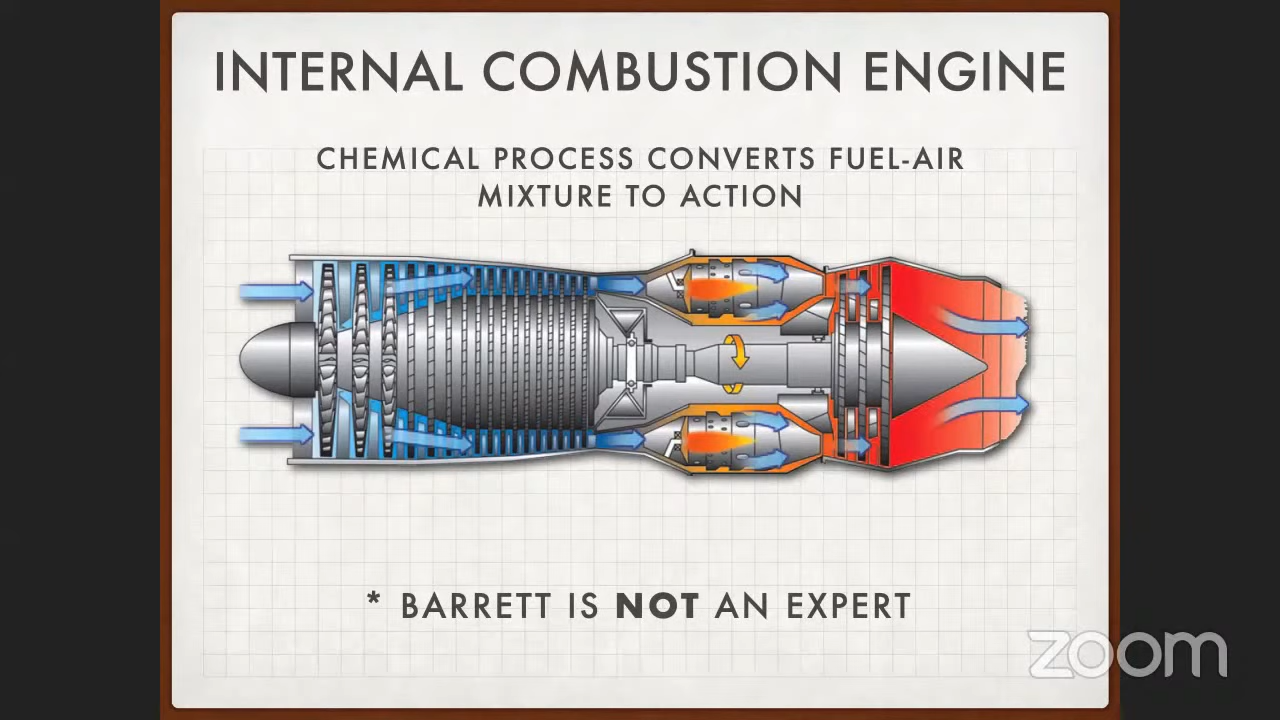 INTERNAL COMBUSTION ENGINE
CHEMICAL PROCESS CONVERTS FUEL-AIR
MIXTURE TO ACTION
* BARRETT IS NOT AN EXPERT
zoom